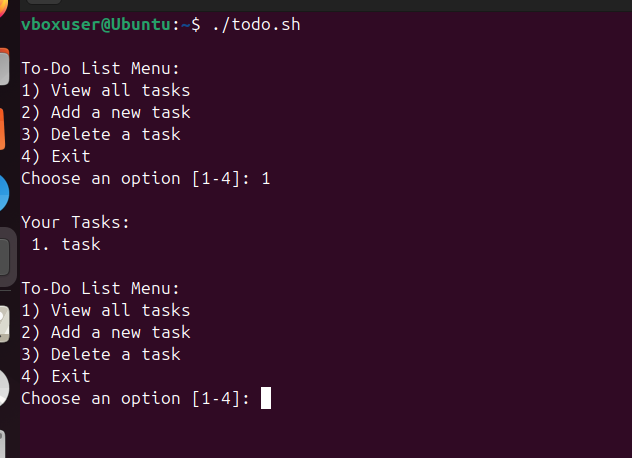 vboxuser@Ubuntu:~$ ./todo.sh
To-Do List Menu:
1) View all tasks
2) Add a new task
3) Delete a task
4) Exit
Choose an option [1-4]: 1
Your Tasks:
1. task
To-Do List Menu:
1) View all tasks
2) Add a new task
3) Delete a task
4) Exit
Choose an option [1-4]: